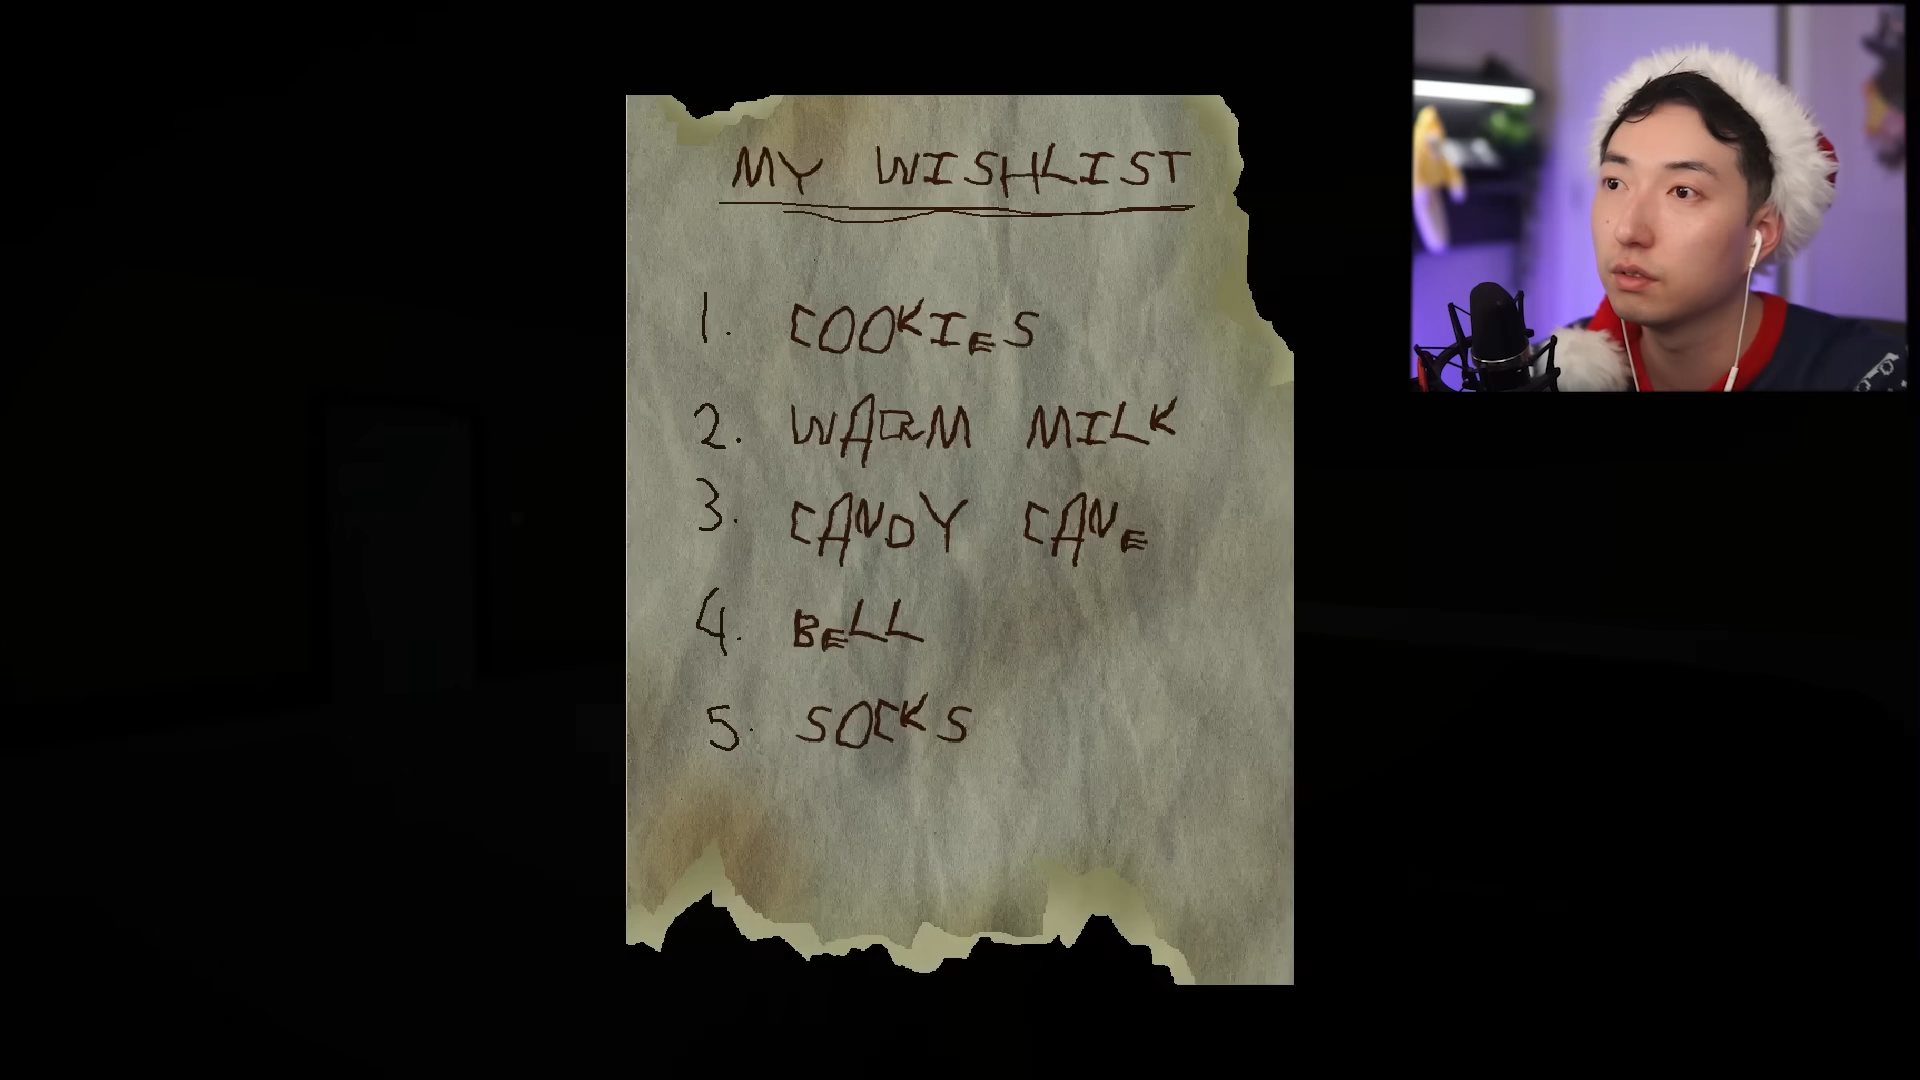 MY WISHLIST
1. COOKIES
2. WARM MILK
3. CANDY CANE
4. BELL
5. SOCKS